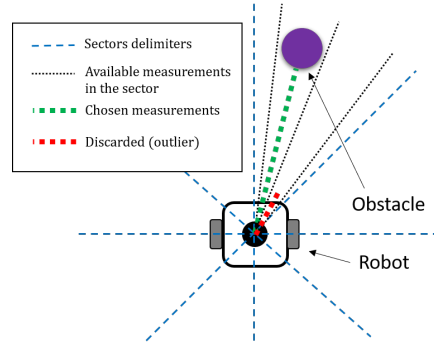 Sectors delimiters
Available measurements
in the sector
Chosen measurements
Discarded (outlier)
Obstacle
Robot